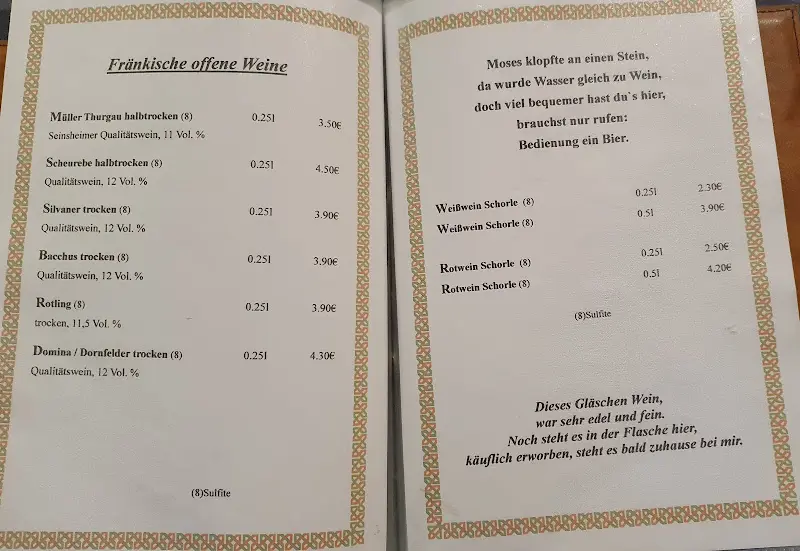 Fränkische offene Weine
Müller Thurgau halbtrocken (8) 0.25l 3.50€
Seinsheimer Qualitätswein, 11 Vol. %
Scheurebe halbtrocken (8) 0.25l 4.50€
Qualitätswein, 12 Vol. %
Silvaner trocken (8) 0.25l 3.90€
Qualitätswein, 12 Vol. %
Bacchus trocken (8) 0.25l 3.90€
Qualitätswein, 12 Vol. %
Rotling (8) 0.25l 3.90€
trocken, 11,5 Vol. %
Domina / Dornfelder trocken (8) 0.25l 4.30€
Qualitätswein, 12 Vol. %
(8)Sulfite
Moses klopfte an einen Stein,
da wurde Wasser gleich zu Wein,
doch viel bequemer hast du`s hier,
brauchst nur rufen:
Bedienung ein Bier.
Weißwein Schorle (8) 0.25l 2.30€
Weißwein Schorle (8) 0.5l 3.90€
Rotwein Schorle (8) 0.25l 2.50€
Rotwein Schorle (8) 0.5l 4.20€
(8)Sulfite
Dieses Gläschen Wein,
war sehr edel und fein.
Noch steht es in der Flasche hier,
käuflich erworben, steht es bald zuhause bei mir.